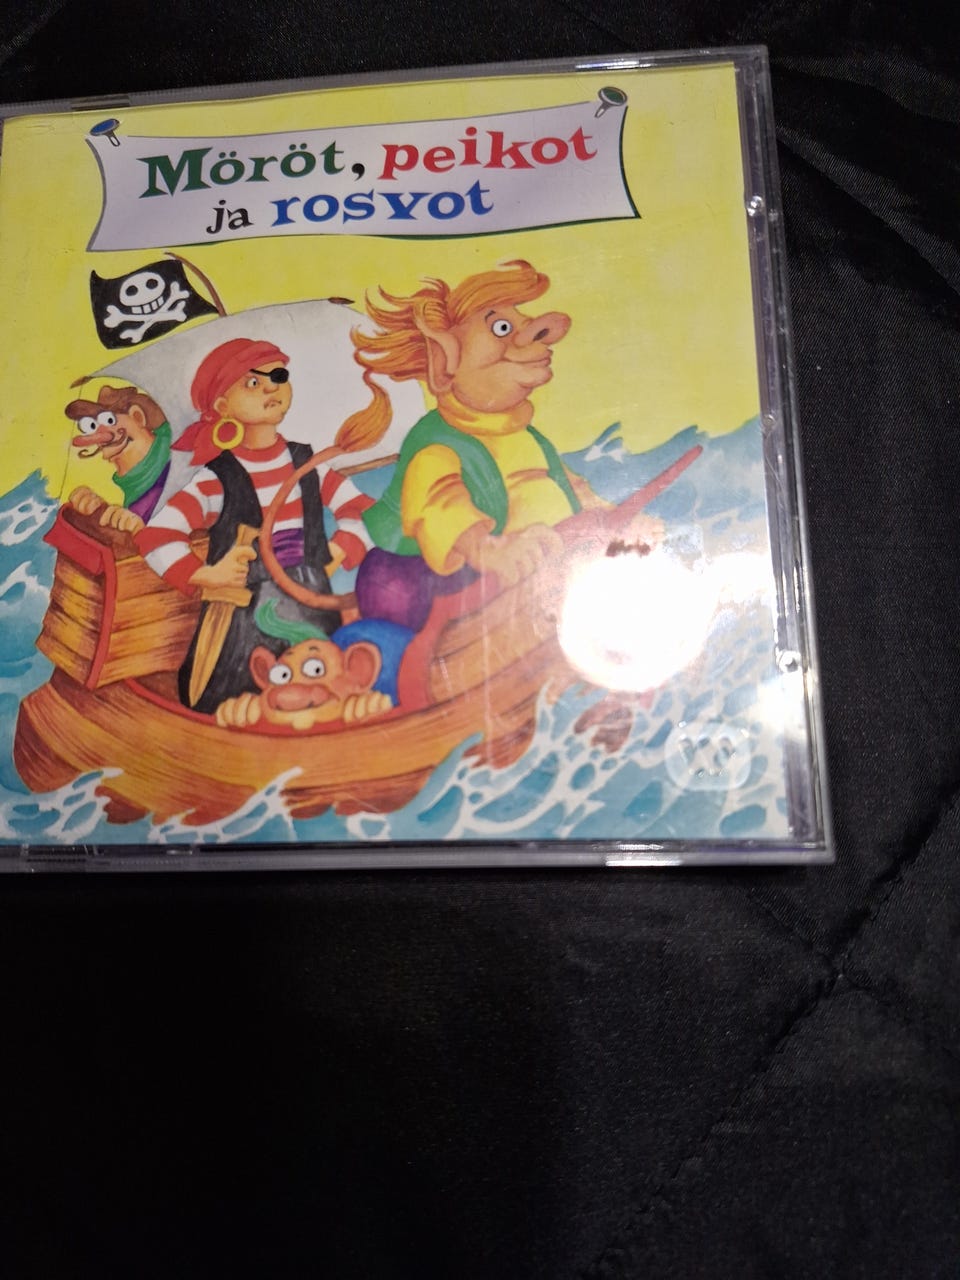 Möröt, peikot
ja rosvot